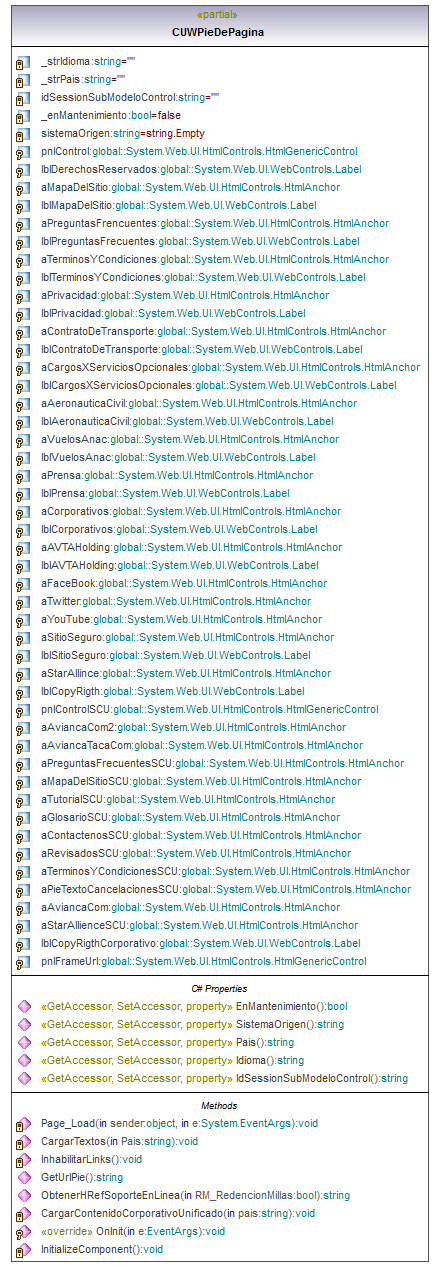 «partial»
CUWPieDePagina
_strIdioma:string=""
_strPais:string=""
idSessionSubModeloControl:string=""
_enMantenimiento:bool=false
sistemaOrigen:string=string.Empty
pnlControl:global::System.Web.UI.HtmlControls.HtmlGenericControl
lblDerechosReservados:global::System.Web.UI.WebControls.Label
aMapaDelSitio:global::System.Web.UI.HtmlControls.HtmlAnchor
lblMapaDelSitio:global::System.Web.UI.WebControls.Label
aPreguntasFrencuentes:global::System.Web.UI.HtmlControls.HtmlAnchor
lblPreguntasFrecuentes:global::System.Web.UI.WebControls.Label
aTerminosYCondiciones:global::System.Web.UI.HtmlControls.HtmlAnchor
lblTerminosYCondiciones:global::System.Web.UI.WebControls.Label
aPrivacidad:global::System.Web.UI.HtmlControls.HtmlAnchor
lblPrivacidad:global::System.Web.UI.WebControls.Label
aContratoDeTransporte:global::System.Web.UI.HtmlControls.HtmlAnchor
lblContratoDeTransporte:global::System.Web.UI.WebControls.Label
aCargosXServiciosOpcionales:global::System.Web.UI.HtmlControls.HtmlAnchor
lblCargosXServiciosOpcionales:global::System.Web.UI.WebControls.Label
aAeronauticaCivil:global::System.Web.UI.HtmlControls.HtmlAnchor
lblAeronauticaCivil:global::System.Web.UI.WebControls.Label
aVuelosAnac:global::System.Web.UI.HtmlControls.HtmlAnchor
lblVuelosAnac:global::System.Web.UI.WebControls.Label
aPrensa:global::System.Web.UI.HtmlControls.HtmlAnchor
lblPrensa:global::System.Web.UI.WebControls.Label
aCorporativos:global::System.Web.UI.HtmlControls.HtmlAnchor
lblCorporativos:global::System.Web.UI.WebControls.Label
aAVTAHolding:global::System.Web.UI.HtmlControls.HtmlAnchor
lblAVTAHolding:global::System.Web.UI.WebControls.Label
aFaceBook:global::System.Web.UI.HtmlControls.HtmlAnchor
aTwitter:global::System.Web.UI.HtmlControls.HtmlAnchor
aYouTube:global::System.Web.UI.HtmlControls.HtmlAnchor
aSitioSeguro:global::System.Web.UI.HtmlControls.HtmlAnchor
lblSitioSeguro:global::System.Web.UI.WebControls.Label
aStarAllince:global::System.Web.UI.HtmlControls.HtmlAnchor
lblCopyRigth:global::System.Web.UI.WebControls.Label
pnlControlSCU:global::System.Web.UI.HtmlControls.HtmlGenericControl
aAviancaCom2:global::System.Web.UI.HtmlControls.HtmlAnchor
aAviancaTacaCom:global::System.Web.UI.HtmlControls.HtmlAnchor
aPreguntasFrecuentesSCU:global::System.Web.UI.HtmlControls.HtmlAnchor
aMapaDelSitioSCU:global::System.Web.UI.HtmlControls.HtmlAnchor
aTutorialSCU:global::System.Web.UI.HtmlControls.HtmlAnchor
aGlosarioSCU:global::System.Web.UI.HtmlControls.HtmlAnchor
aContactenosSCU:global::System.Web.UI.HtmlControls.HtmlAnchor
aRevisadosSCU:global::System.Web.UI.HtmlControls.HtmlAnchor
aTerminosYCondicionesSCU:global::System.Web.UI.HtmlControls.HtmlAnchor
aPieTextoCancelacionesSCU:global::System.Web.UI.HtmlControls.HtmlAnchor
aAviancaCom:global::System.Web.UI.HtmlControls.HtmlAnchor
aStarAllienceSCU:global::System.Web.UI.HtmlControls.HtmlAnchor
lblCopyRigthCorporativo:global::System.Web.UI.WebControls.Label
pnlFrameUrl:global::System.Web.UI.HtmlControls.HtmlGenericControl
C# Properties
«GetAccessor, SetAccessor, property» EnMantenimiento():bool
«GetAccessor, SetAccessor, property» SistemaOrigen():string
«GetAccessor, SetAccessor, property» Pais():string
«GetAccessor, SetAccessor, property» Idioma():string
«GetAccessor, SetAccessor, property» IdSessionSubModeloControl():string
Methods
Page_Load(in sender:object, in e:System.EventArgs):void
CargarTextos(in Pais:string):void
InhabilitarLinks():void
GetUrlPie():string
ObtenerHRefSoporteEnLinea(in RM_RedencionMillas:bool):string
CargarContenidoCorporativoUnificado(in pais:string):void
«override» OnInit(in e:EventArgs):void
InitializeComponent():void